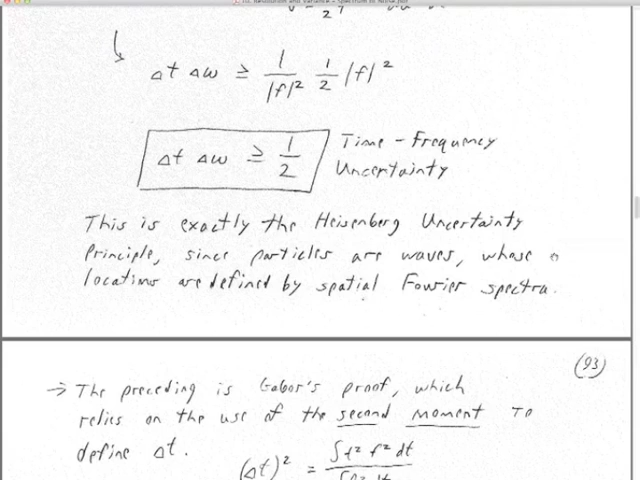 Δt Δω ≥ 1/|f|² 1/2 |f|²
Δt Δω ≥ 1/2 Time - Frequency
Uncertainty
This is exactly the Heisenberg Uncertainty
Principle, since particles are waves, whose
locations are defined by spatial Fourier spectra.
(93)
→ The preceding is Gabor's proof, which
relies on the use of the second moment to
define Δt.
(Δt)² = ∫t² f² dt